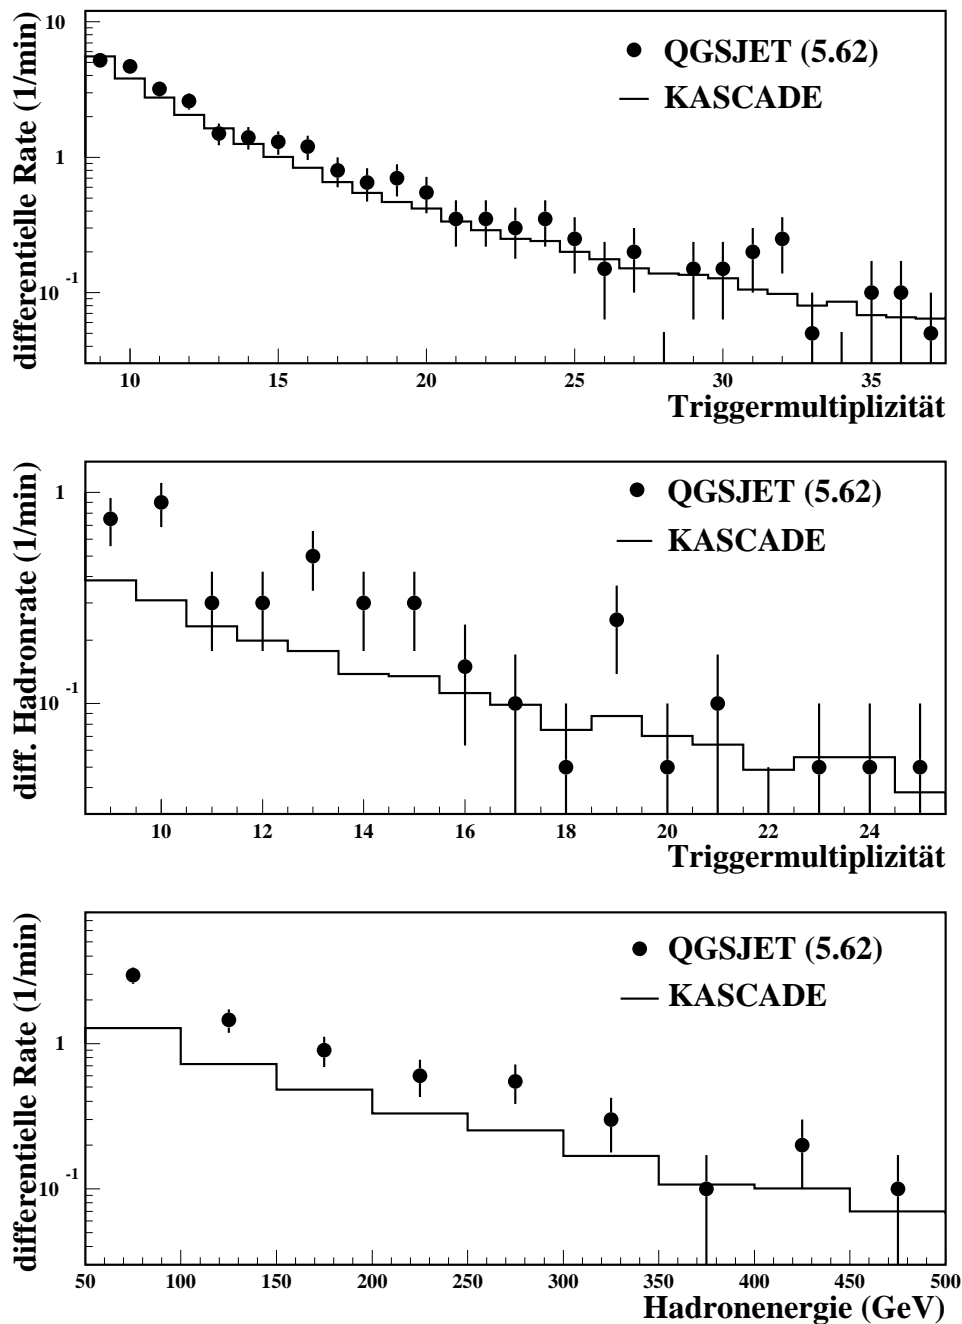 differentielle Rate (1/min)
10
1
10 -1
QGSJET (5.62)
KASCADE
10 15 20 25 30 35
Triggermultiplizität
diff. Hadronrate (1/min)
1
10 -1
QGSJET (5.62)
KASCADE
10 12 14 16 18 20 22 24
Triggermultiplizität
differentielle Rate (1/min)
1
10 -1
QGSJET (5.62)
KASCADE
50 100 150 200 250 300 350 400 450 500
Hadronenergie (GeV)